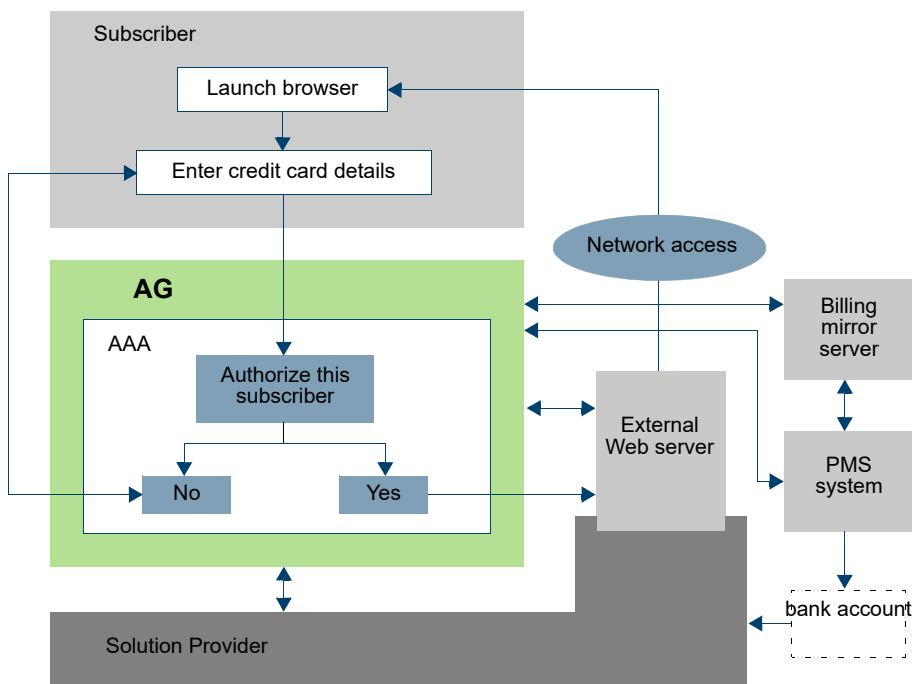 Subscriber
Launch browser
Enter credit card details
Network access
AG
AAA
Authorize this
subscriber
No
Yes
External
Web server
Billing
mirror
server
PMS
system
bank account
Solution Provider